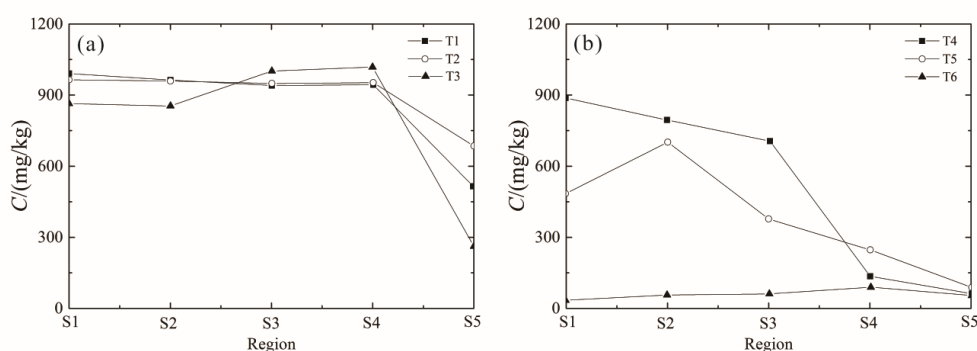 (a)
C/(mg/kg)
1200
900
600
300
0
T1
T2
T3
S1 S2 S3 S4 S5
Region
(b)
C/(mg/kg)
1200
900
600
300
0
T4
T5
T6
S1 S2 S3 S4 S5
Region